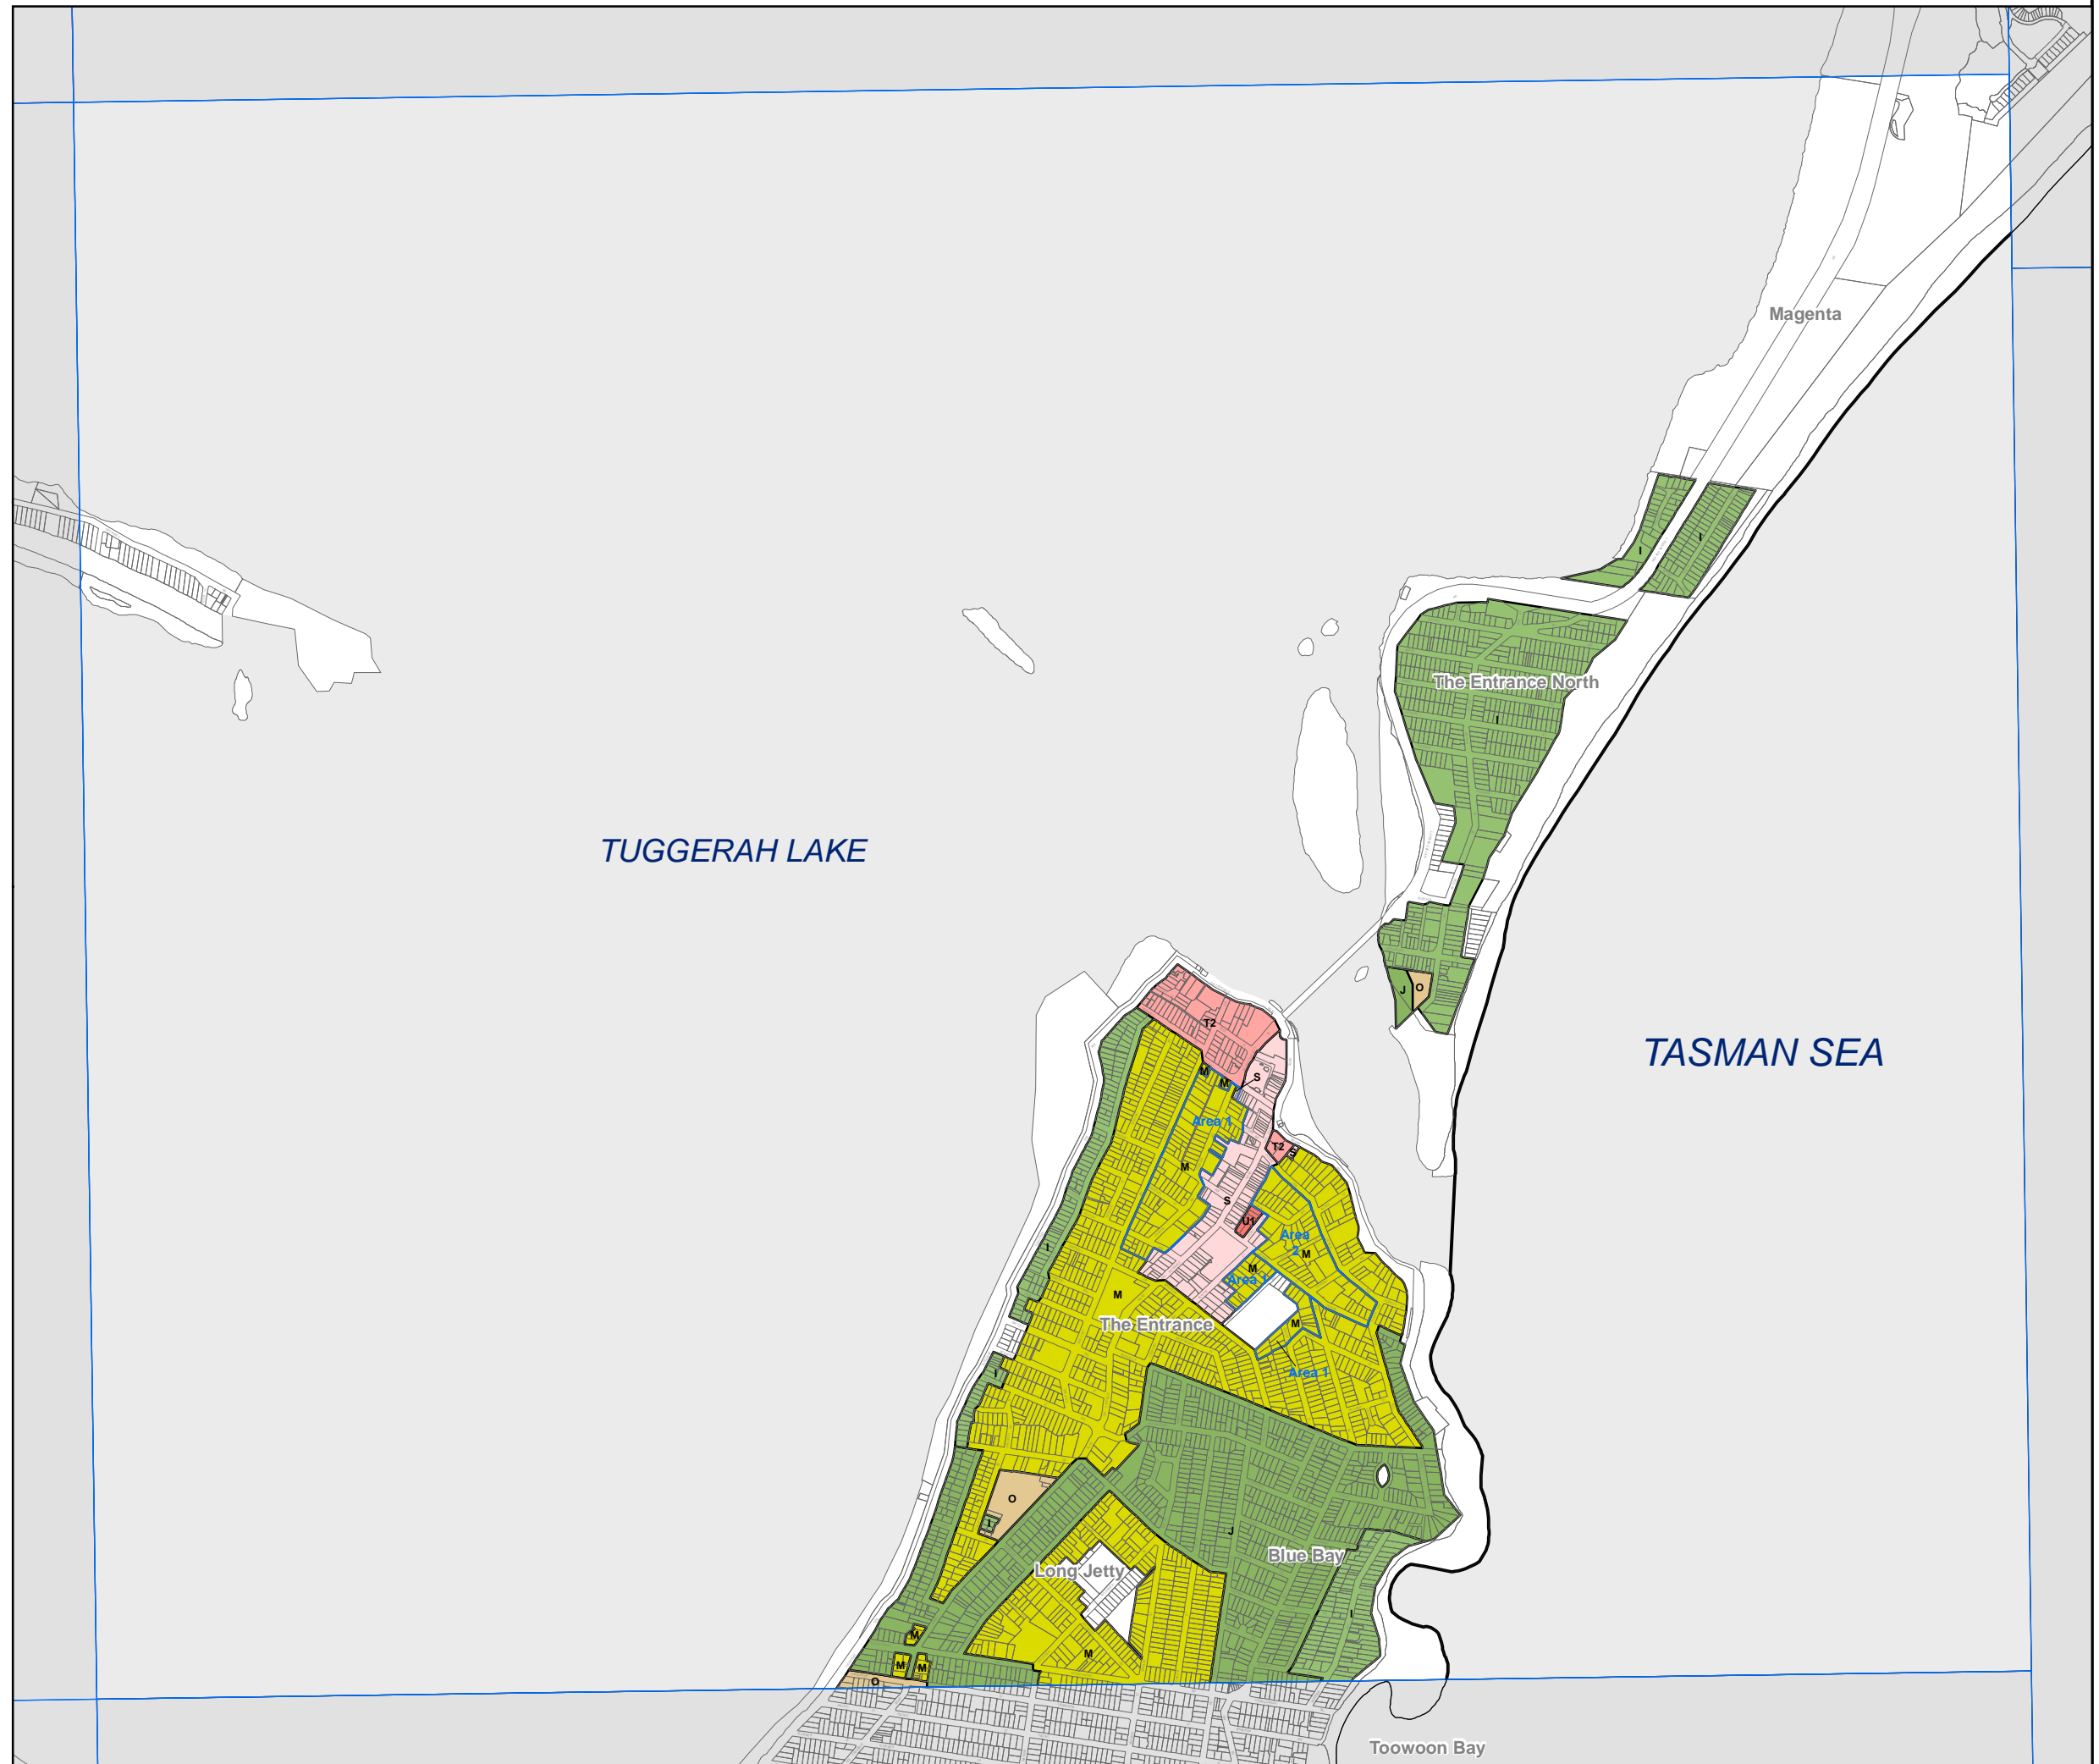 Magenta
I
I
The Entrance North
I
TUGGERAH LAKE
J
O
T2
TASMAN SEA
M
M
S
Area 1
T2
S
M
S
U1
Area
2
M
I
M
Area 1
M
The Entrance
M
Area 1
I
O
I
J
Blue Bay
Long Jetty
I
M
M
M
M
O
Toowoon Bay